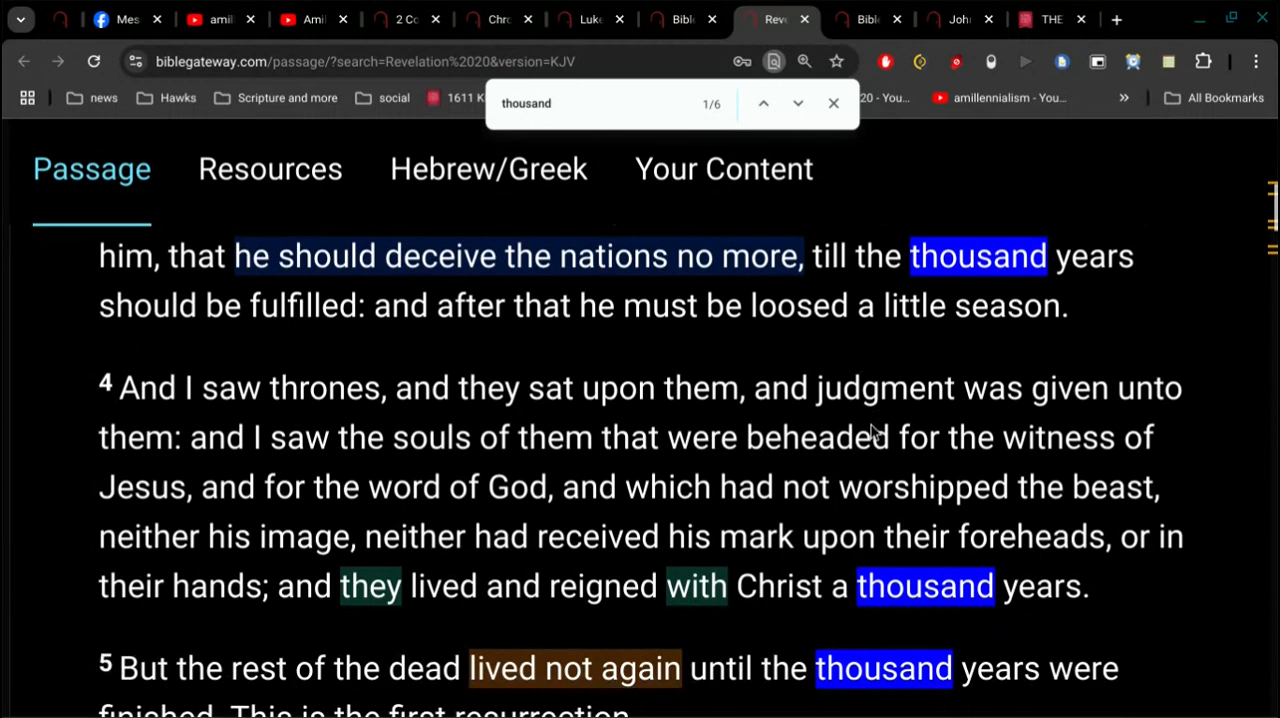 Mes
amil
Ami
2 Co
Chro
Luke
Bibl
Reve
Bibl
Joh
THE
biblegateway.com/passage/?search=Revelation%2020&version=KJV
news
Hawks
Scripture and more
social
1611 K
20 - You...
amillennialism - You...
All Bookmarks
thousand
1/6
Passage
Resources
Hebrew/Greek
Your Content
him, that he should deceive the nations no more, till the thousand years
should be fulfilled: and after that he must be loosed a little season.
4 And I saw thrones, and they sat upon them, and judgment was given unto
them: and I saw the souls of them that were beheaded for the witness of
Jesus, and for the word of God, and which had not worshipped the beast,
neither his image, neither had received his mark upon their foreheads, or in
their hands; and they lived and reigned with Christ a thousand years.
5 But the rest of the dead lived not again until the thousand years were
finished. This is the first resurrection.